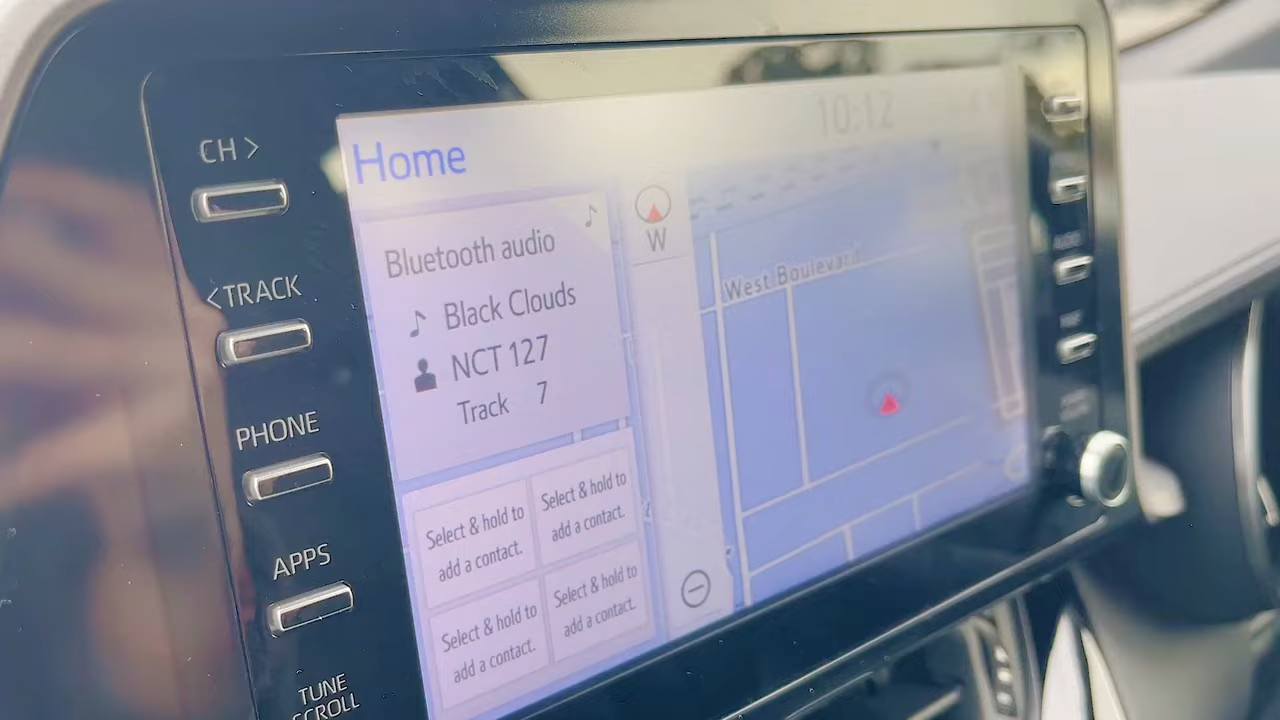 CH >
<TRACK
PHONE
APPS
TUNE
SCROLL
Home
10:12
Bluetooth audio
Black Clouds
NCT 127
Track 7
Select & hold to
add a contact.
Select & hold to
add a contact.
Select & hold to
add a contact.
Select & hold to
add a contact.
W
West Boulevard